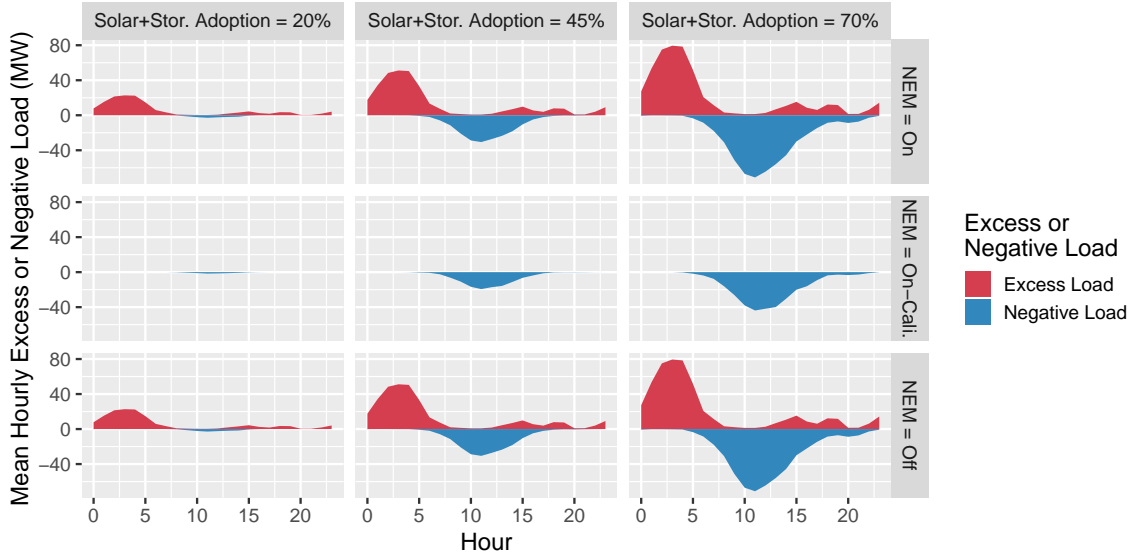 Solar+Stor. Adoption = 20%
Solar+Stor. Adoption = 45%
Solar+Stor. Adoption = 70%
Mean Hourly Excess or Negative Load (MW)
80
40
0
−40
NEM = On
80
40
0
−40
NEM = On−Cali.
80
40
0
−40
NEM = Off
0 5 10 15 20
0 5 10 15 20
0 5 10 15 20
Hour
Excess or
Negative Load
Excess Load
Negative Load